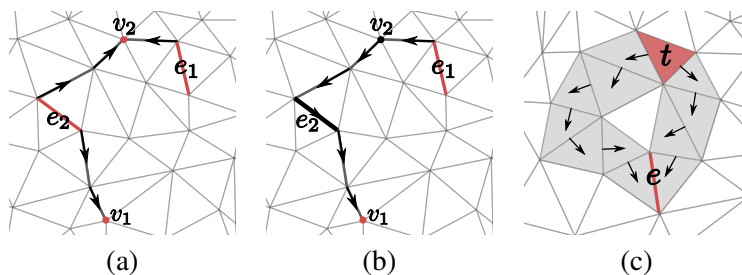 v₂ v₂
t
e₁ e₁
e₂ e₂
e
v₁ v₁
(a) (b) (c)